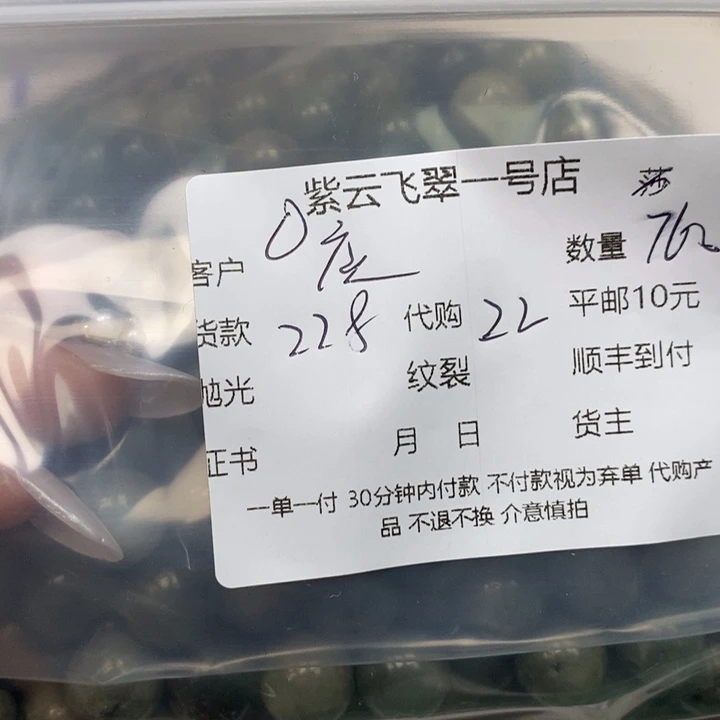 紫云飞翠一号店 莎
客户 0底 数量
货款 228 代购 22 平邮10元
抛光 纹裂 顺丰到付
证书 月 日 货主
一单一付 30分钟内付款 不付款视为弃单 代购产
品 不退不换 介意慎拍